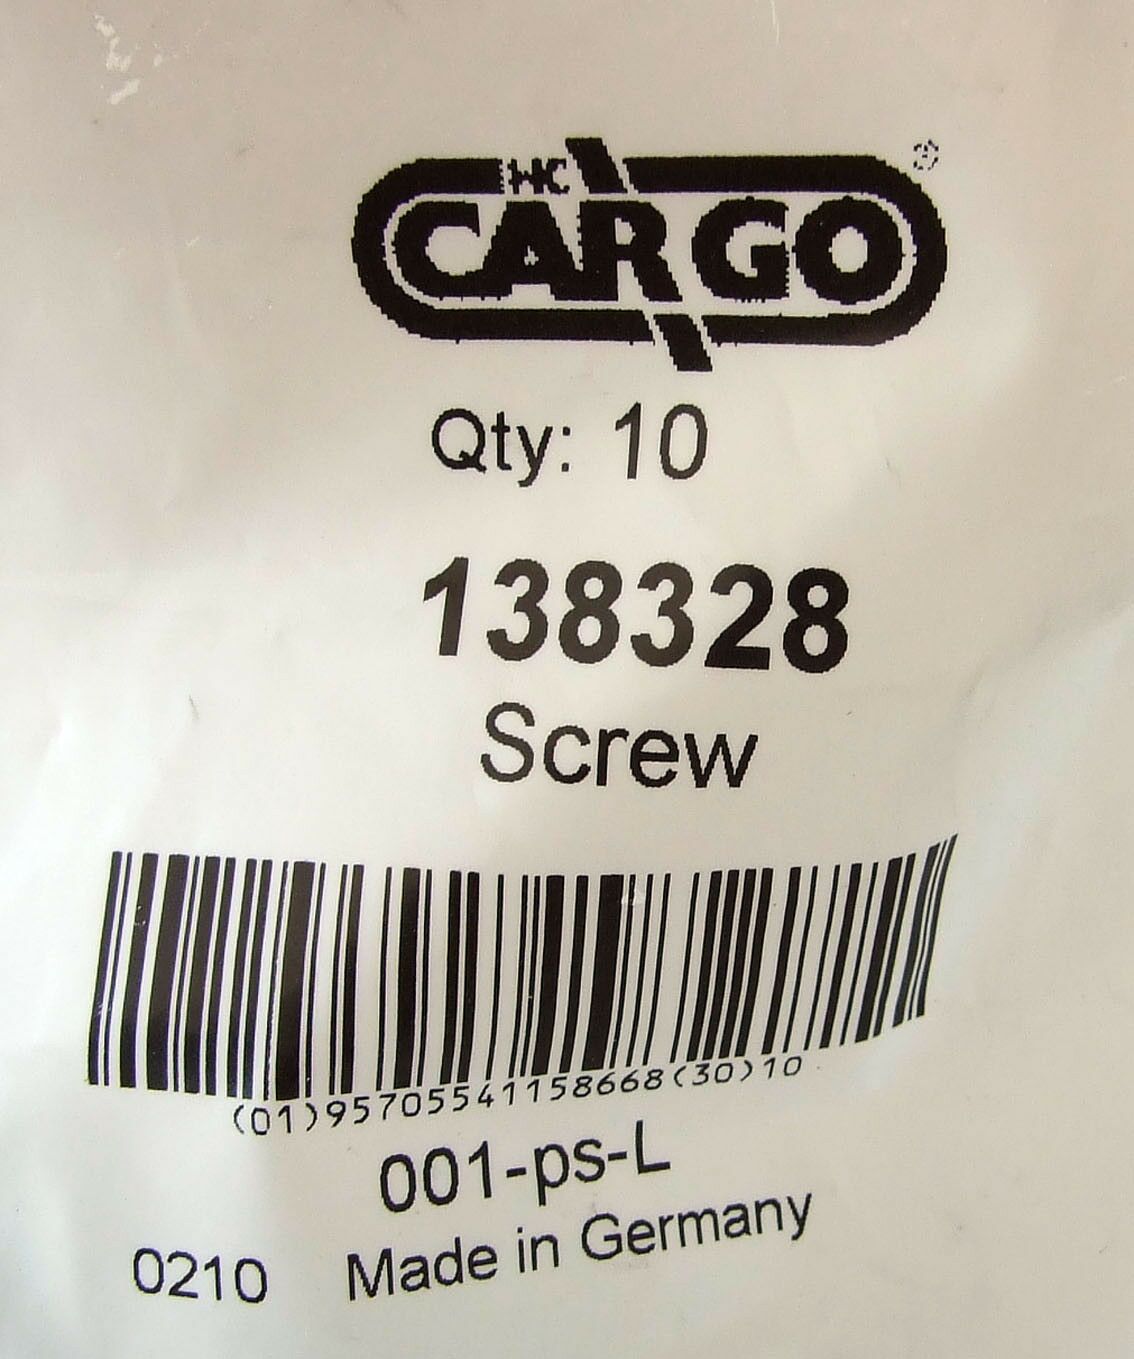 HC
CARGO®
Qty: 10
138328
Screw
(01)95705541158668(30)10
001-ps-L
0210 Made in Germany